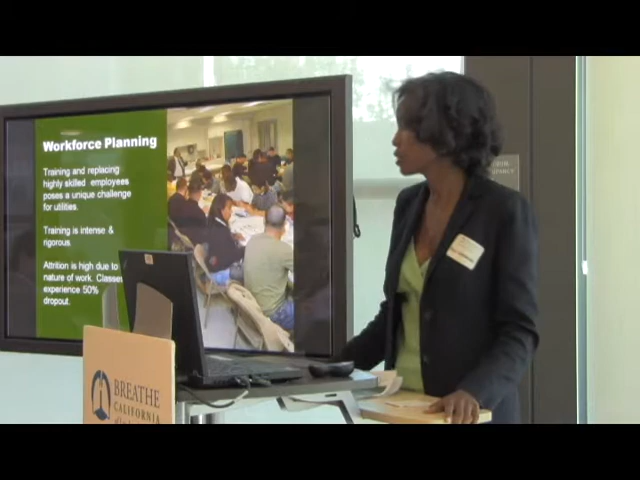 Workforce Planning
Training and replacing
highly skilled employees
poses a unique challenge
for utilities.
Training is intense &
rigorous.
Attrition is high due to
nature of work. Classes
experience 50%
dropout.
BREATHE
CALIFORNIA